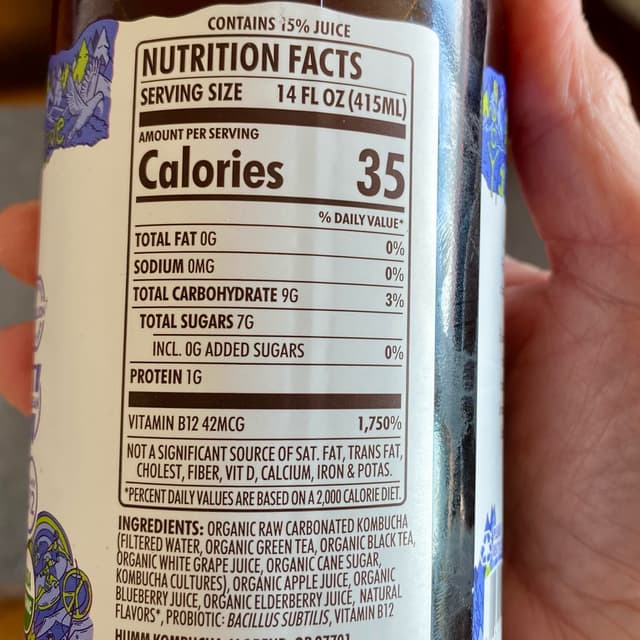 CONTAINS 15% JUICE
NUTRITION FACTS
SERVING SIZE 14 FL OZ (415ML)
AMOUNT PER SERVING
Calories 35
% DAILY VALUE*
TOTAL FAT 0G 0%
SODIUM 0MG 0%
TOTAL CARBOHYDRATE 9G 3%
TOTAL SUGARS 7G
INCL. 0G ADDED SUGARS 0%
PROTEIN 1G
VITAMIN B12 42MCG 1,750%
NOT A SIGNIFICANT SOURCE OF SAT. FAT, TRANS FAT,
CHOLEST, FIBER, VIT D, CALCIUM, IRON & POTAS.
*PERCENT DAILY VALUES ARE BASED ON A 2,000 CALORIE DIET.
INGREDIENTS: ORGANIC RAW CARBONATED KOMBUCHA
(FILTERED WATER, ORGANIC GREEN TEA, ORGANIC BLACK TEA,
ORGANIC WHITE GRAPE JUICE, ORGANIC CANE SUGAR,
KOMBUCHA CULTURES), ORGANIC APPLE JUICE, ORGANIC
BLUEBERRY JUICE, ORGANIC ELDERBERRY JUICE, NATURAL
FLAVORS*, PROBIOTIC: BACILLUS SUBTILIS, VITAMIN B12
HUMM KOMBUCHA